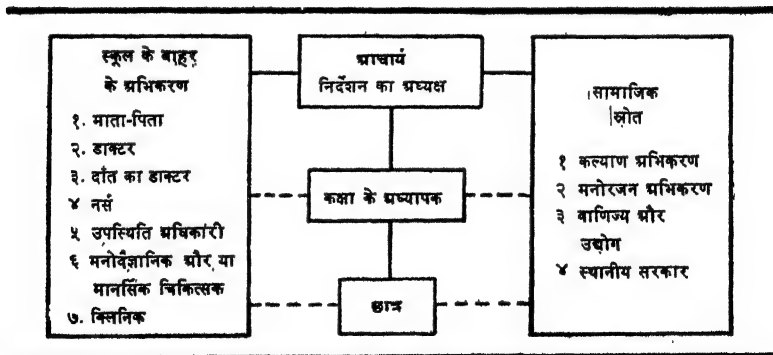 स्कूल के बाहर
के अभिकरण
१. माता-पिता
२. डाक्टर
३. दाँत का डाक्टर
४ नर्स
५ उपस्थिति अधिकारी
६ मनोवैज्ञानिक और या
मानसिक चिकित्सक
७. क्लिनिक
प्राचार्य
निर्देशन का अध्यक्ष
कक्षा के अध्यापक
छात्र
सामाजिक
स्रोत
१ कल्याण अभिकरण
२ मनोरजन अभिकरण
३ वाणिज्य और
उद्योग
४ स्थानीय सरकार